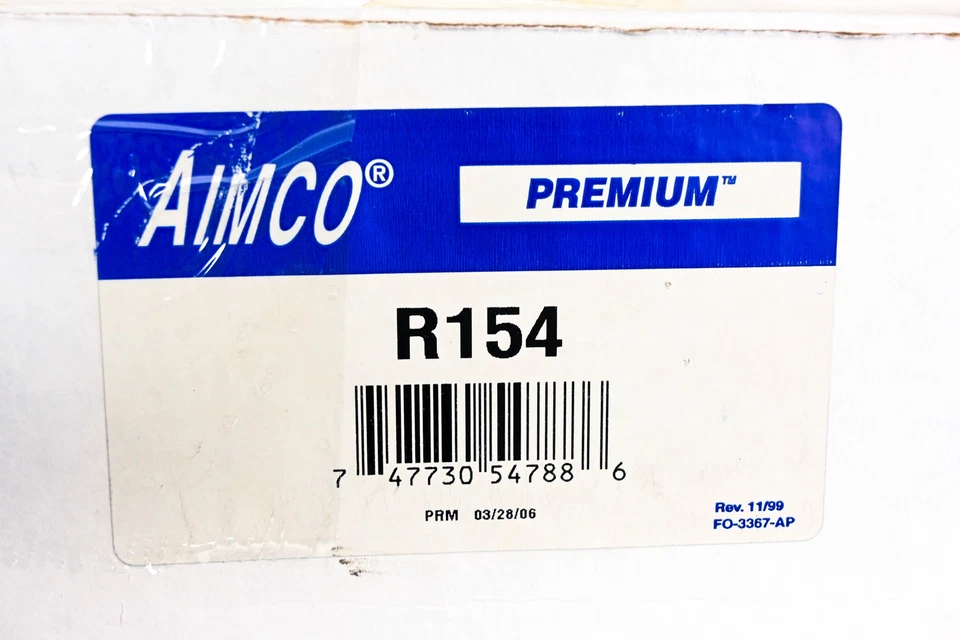 AIMCO®
PREMIUM™
R154
7 47730 54788 6
PRM 03/28/06
Rev. 11/99
FO-3367-AP